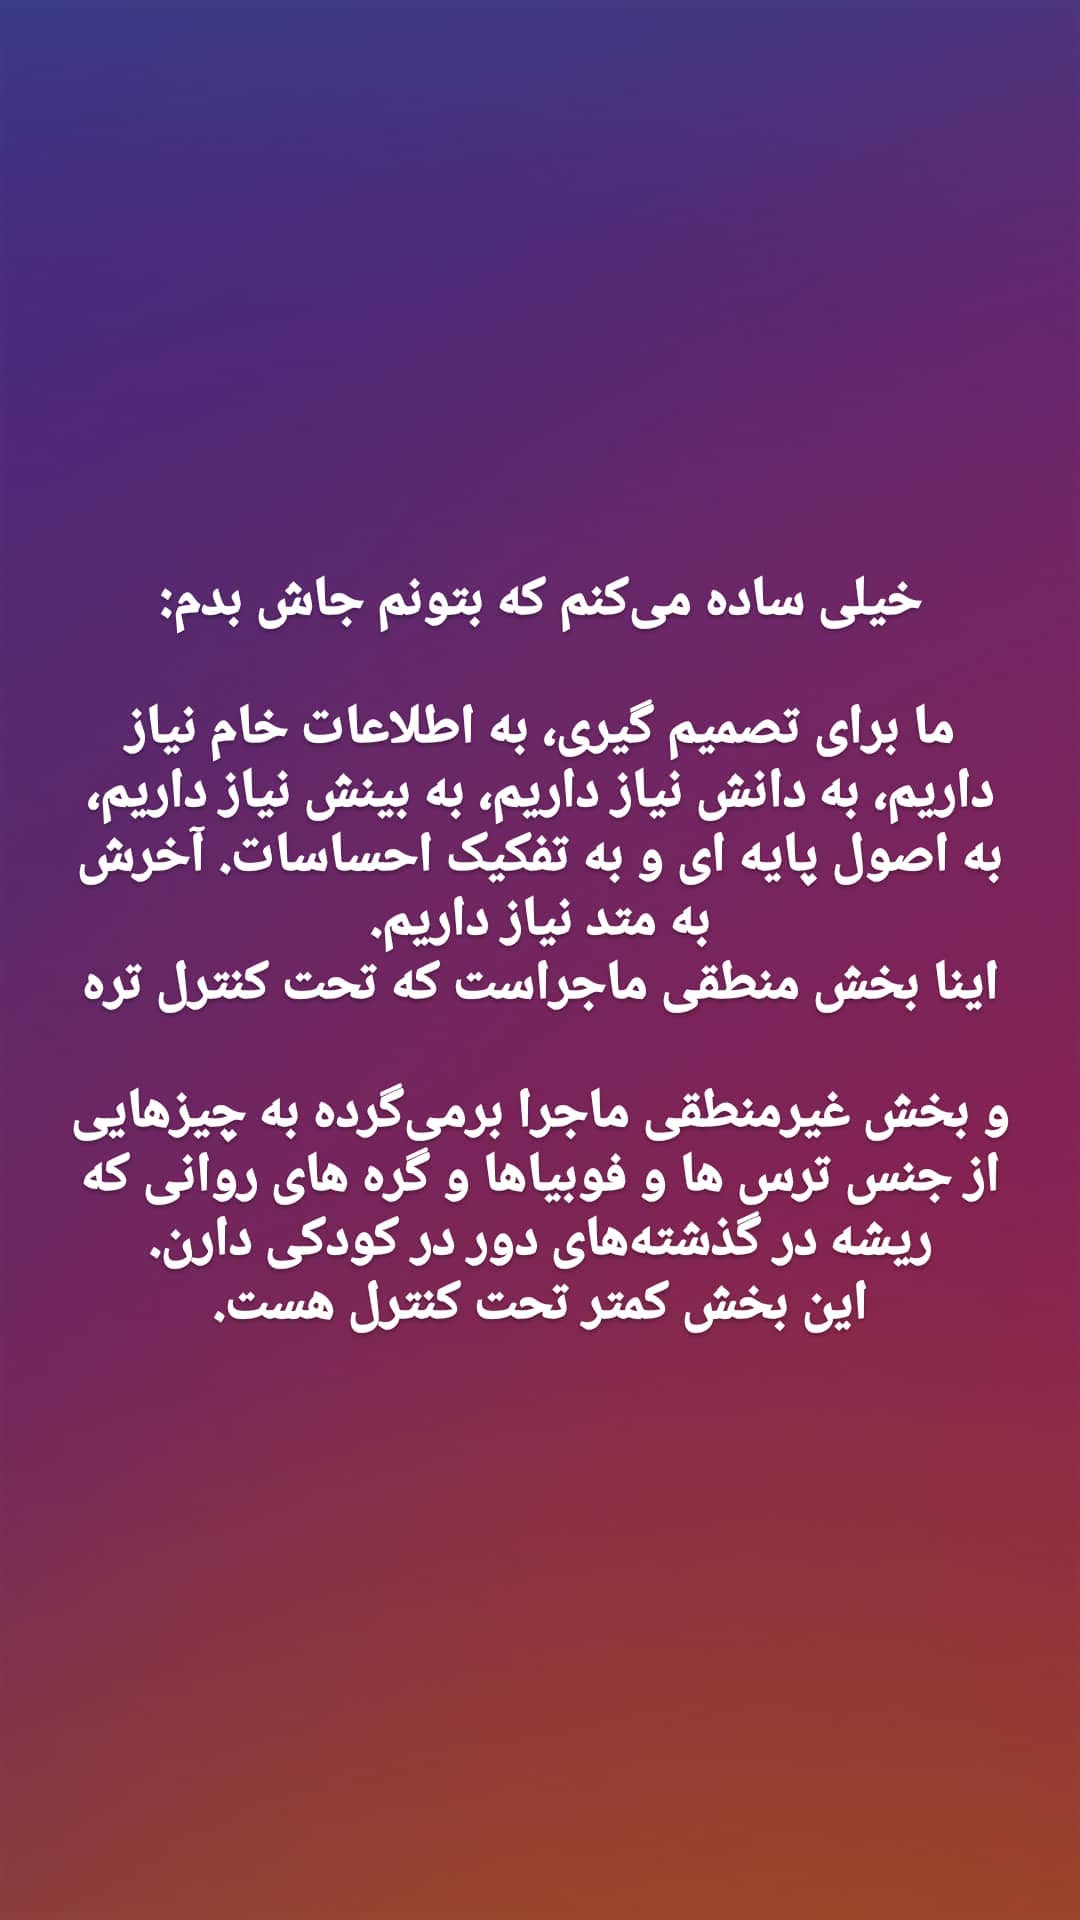 خیلی ساده می‌کنم که بتونم جاش بدم:
ما برای تصمیم گیری، به اطلاعات خام نیاز
داریم، به دانش نیاز داریم، به بینش نیاز داریم،
به اصول پایه ای و به تفکیک احساسات. آخرش
به متد نیاز داریم.
اینا بخش منطقی ماجراست که تحت کنترل تره
و بخش غیرمنطقی ماجرا برمی‌گرده به چیزهایی
از جنس ترس ها و فوبیاها و گره های روانی که
ریشه در گذشته‌های دور در کودکی دارن.
این بخش کمتر تحت کنترل هست.